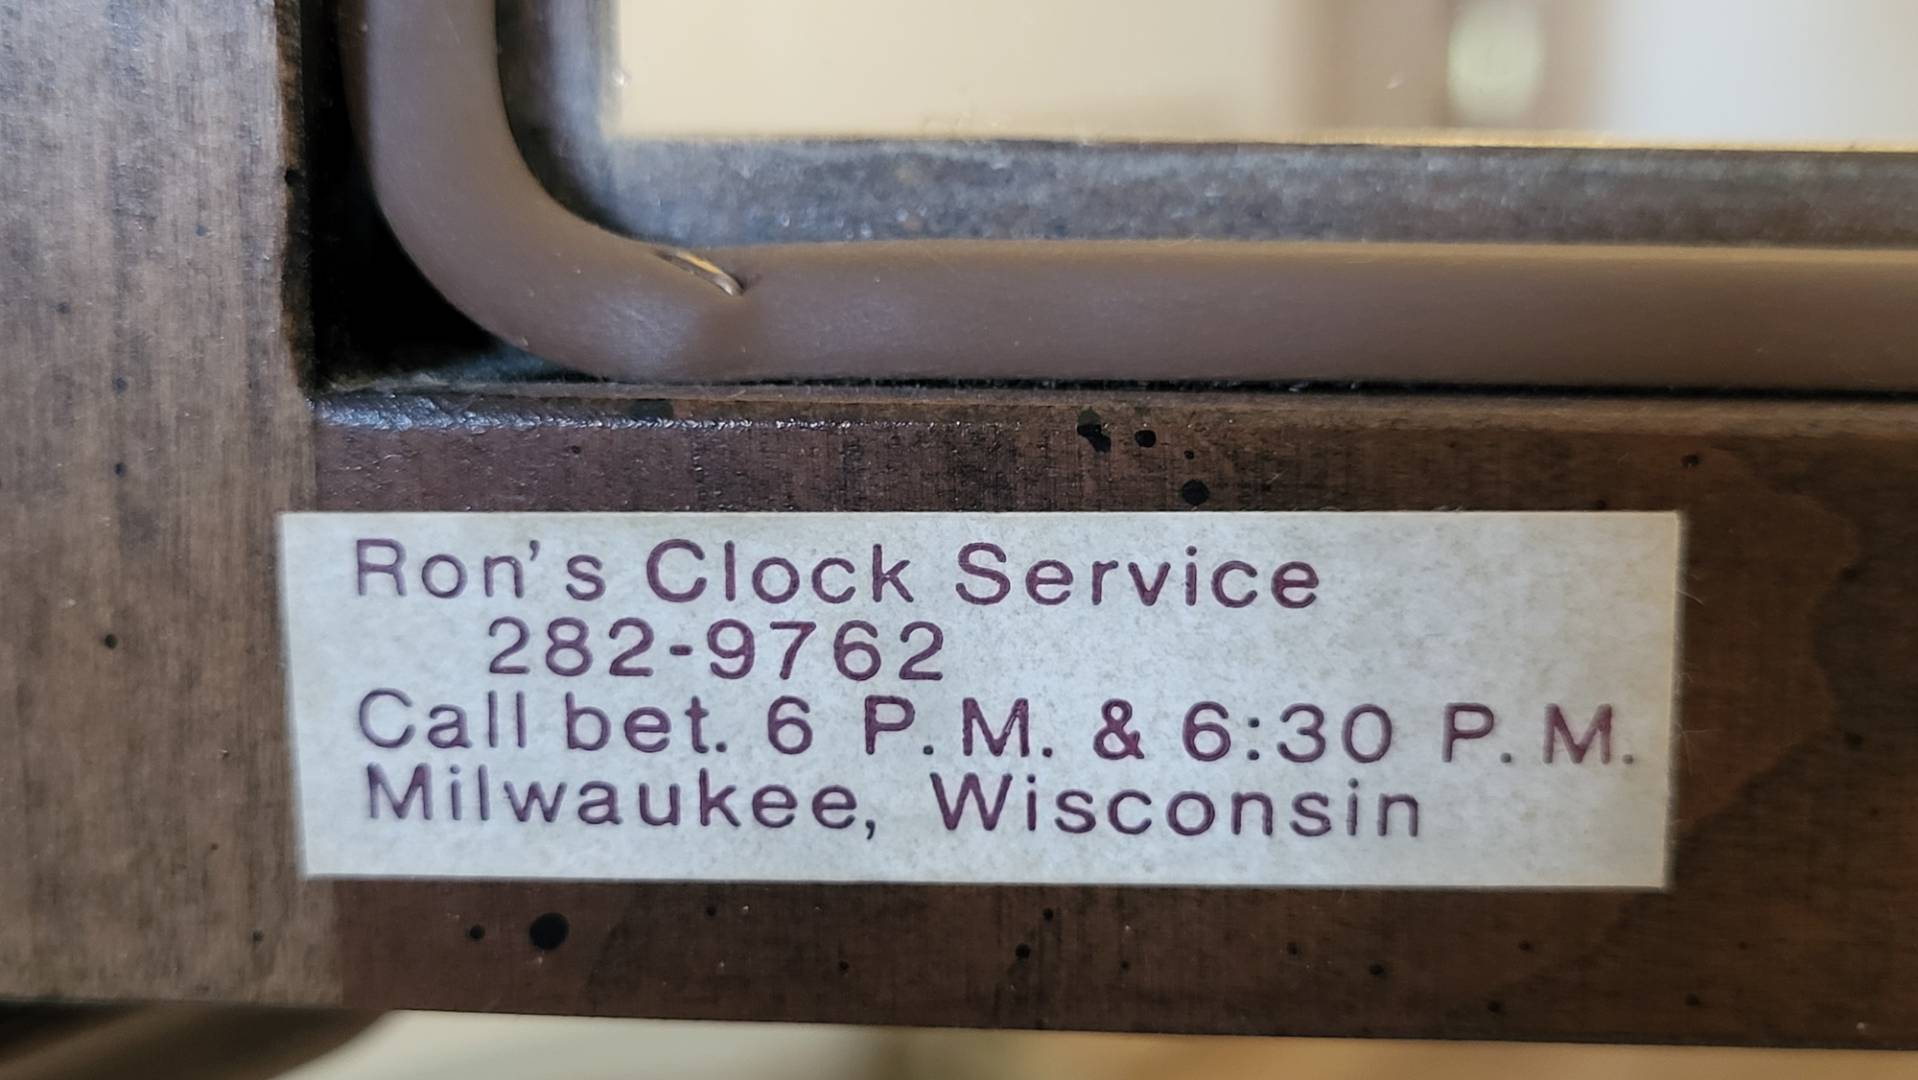 Ron's Clock Service
282-9762
Call bet. 6 P.M. & 6:30 P.M.
Milwaukee, Wisconsin